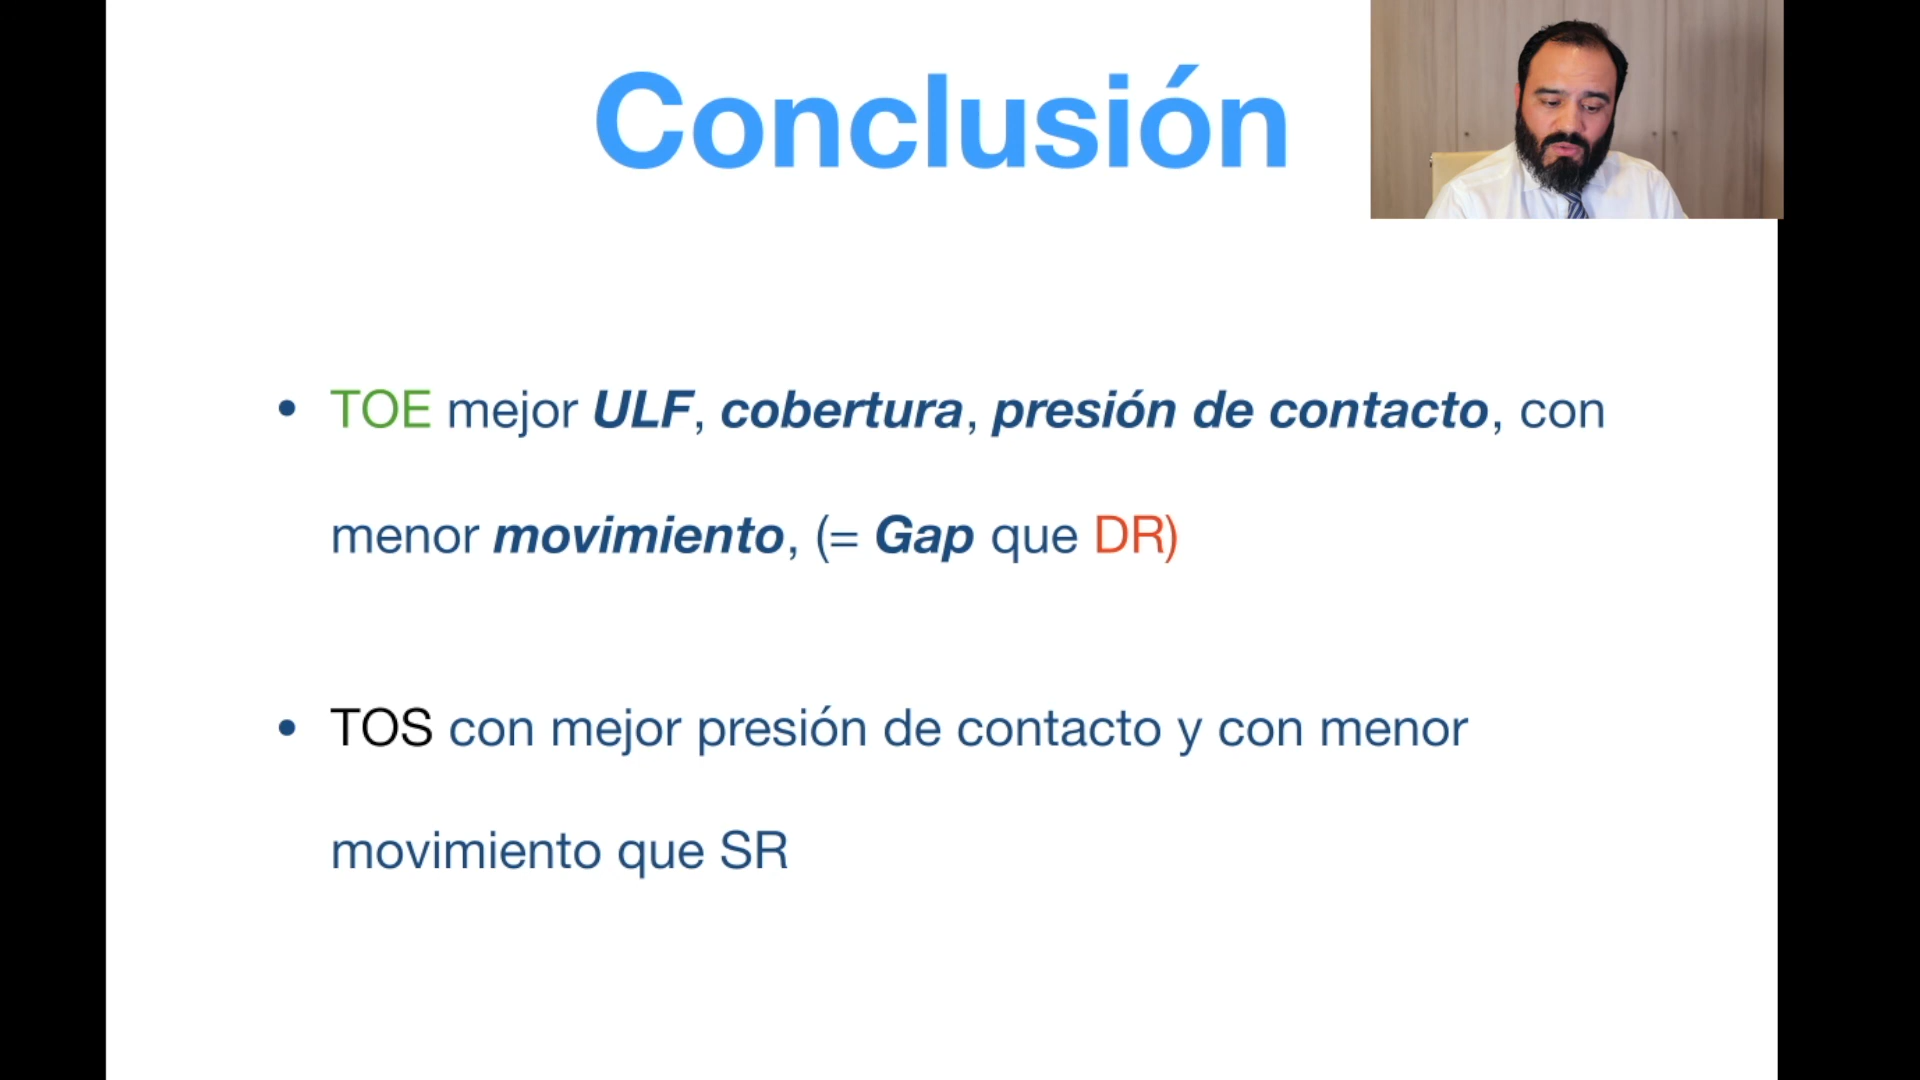 Conclusión
• TOE mejor ULF, cobertura, presión de contacto, con
menor movimiento, (= Gap que DR)
• TOS con mejor presión de contacto y con menor
movimiento que SR